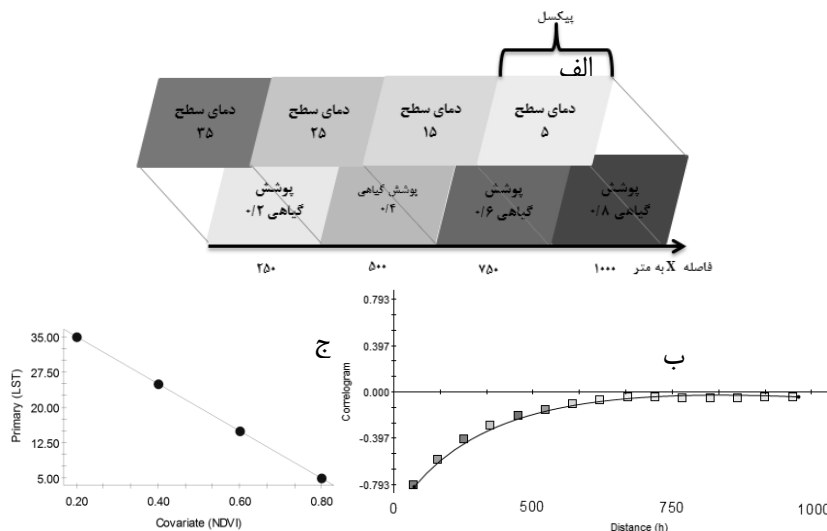 پیکسل
الف
دمای سطح
۳۵
دمای سطح
۲۵
دمای سطح
۱۵
دمای سطح
۵
پوشش
گیاهی ۰/۲
پوشش گیاهی
۰/۴
پوشش
گیاهی ۰/۶
پوشش
گیاهی ۰/۸
۲۵۰
۵۰۰
۷۵۰
۱۰۰۰
فاصله X به متر
ج
35.00
27.50
20.00
12.50
5.00
Primary (LST)
0.20
0.40
0.60
0.80
Covariate (NDVI)
ب
0.793
0.397
0.000
-0.397
-0.793
Correlogram
0
500
750
1000
Distance (h)